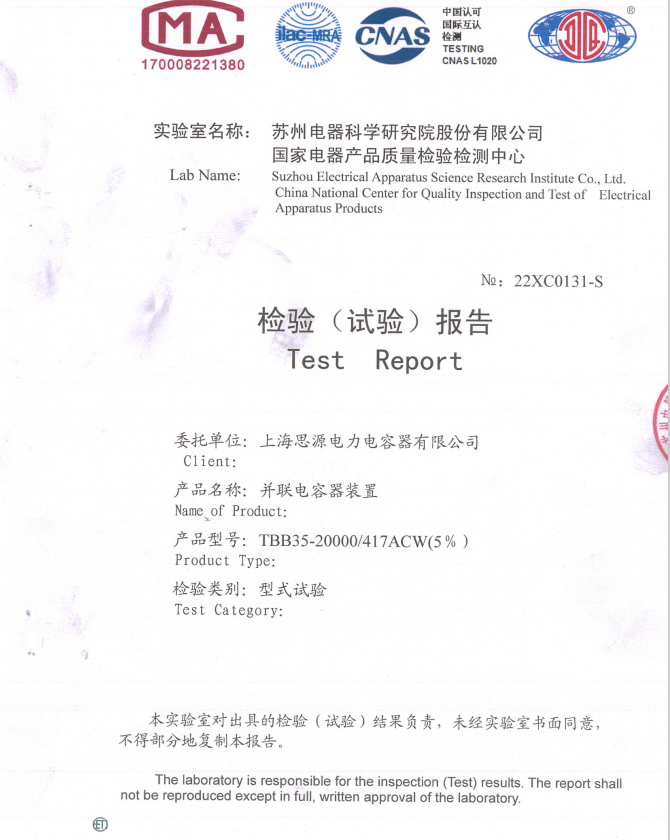 MA
170008221380
ilac-MRA
CNAS
中国认可
国际互认
检测
TESTING
CNAS L1020
®
实验室名称： 苏州电器科学研究院股份有限公司
国家电器产品质量检验检测中心
Lab Name: Suzhou Electrical Apparatus Science Research Institute Co., Ltd.
China National Center for Quality Inspection and Test of Electrical
Apparatus Products
№：22XC0131-S
检验（试验）报告
Test Report
委托单位：上海思源电力电容器有限公司
Client:
产品名称：并联电容器装置
Name of Product:
产品型号：TBB35-20000/417ACW(5%）
Product Type:
检验类别：型式试验
Test Category:
本实验室对出具的检验（试验）结果负责，未经实验室书面同意，
不得部分地复制本报告。
The laboratory is responsible for the inspection (Test) results. The report shall
not be reproduced except in full, written approval of the laboratory.